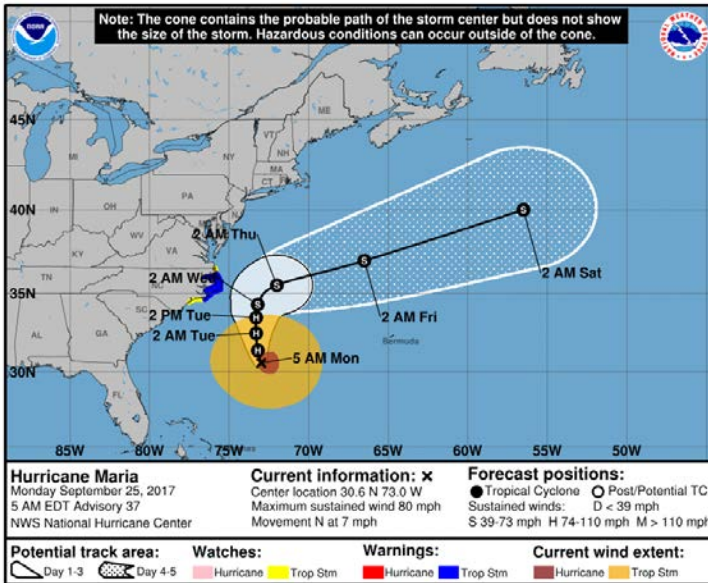 Note: The cone contains the probable path of the storm center but does not show
the size of the storm. Hazardous conditions can occur outside of the cone.
NOAA
45N
40N
35N
30N
ME
VT
NH
MA
CT
RI
NY
MI
PA
IN
OH
WV
VA
KY
TN
NC
SC
AL
GA
FL
2 AM Thu
2 AM Wed
2 PM Tue
2 AM Tue
5 AM Mon
2 AM Fri
2 AM Sat
Bermuda
S
S
S
S
H
H
H
85W
80W
75W
70W
65W
60W
55W
50W
Hurricane Maria
Monday September 25, 2017
5 AM EDT Advisory 37
NWS National Hurricane Center
Current information: ×
Center location 30.6 N 73.0 W
Maximum sustained wind 80 mph
Movement N at 7 mph
Forecast positions:
Tropical Cyclone Post/Potential TC
Sustained winds: D < 39 mph
S 39-73 mph H 74-110 mph M > 110 mph
Potential track area:
Day 1-3 Day 4-5
Watches:
Hurricane Trop Stm
Warnings:
Hurricane Trop Stm
Current wind extent:
Hurricane Trop Stm